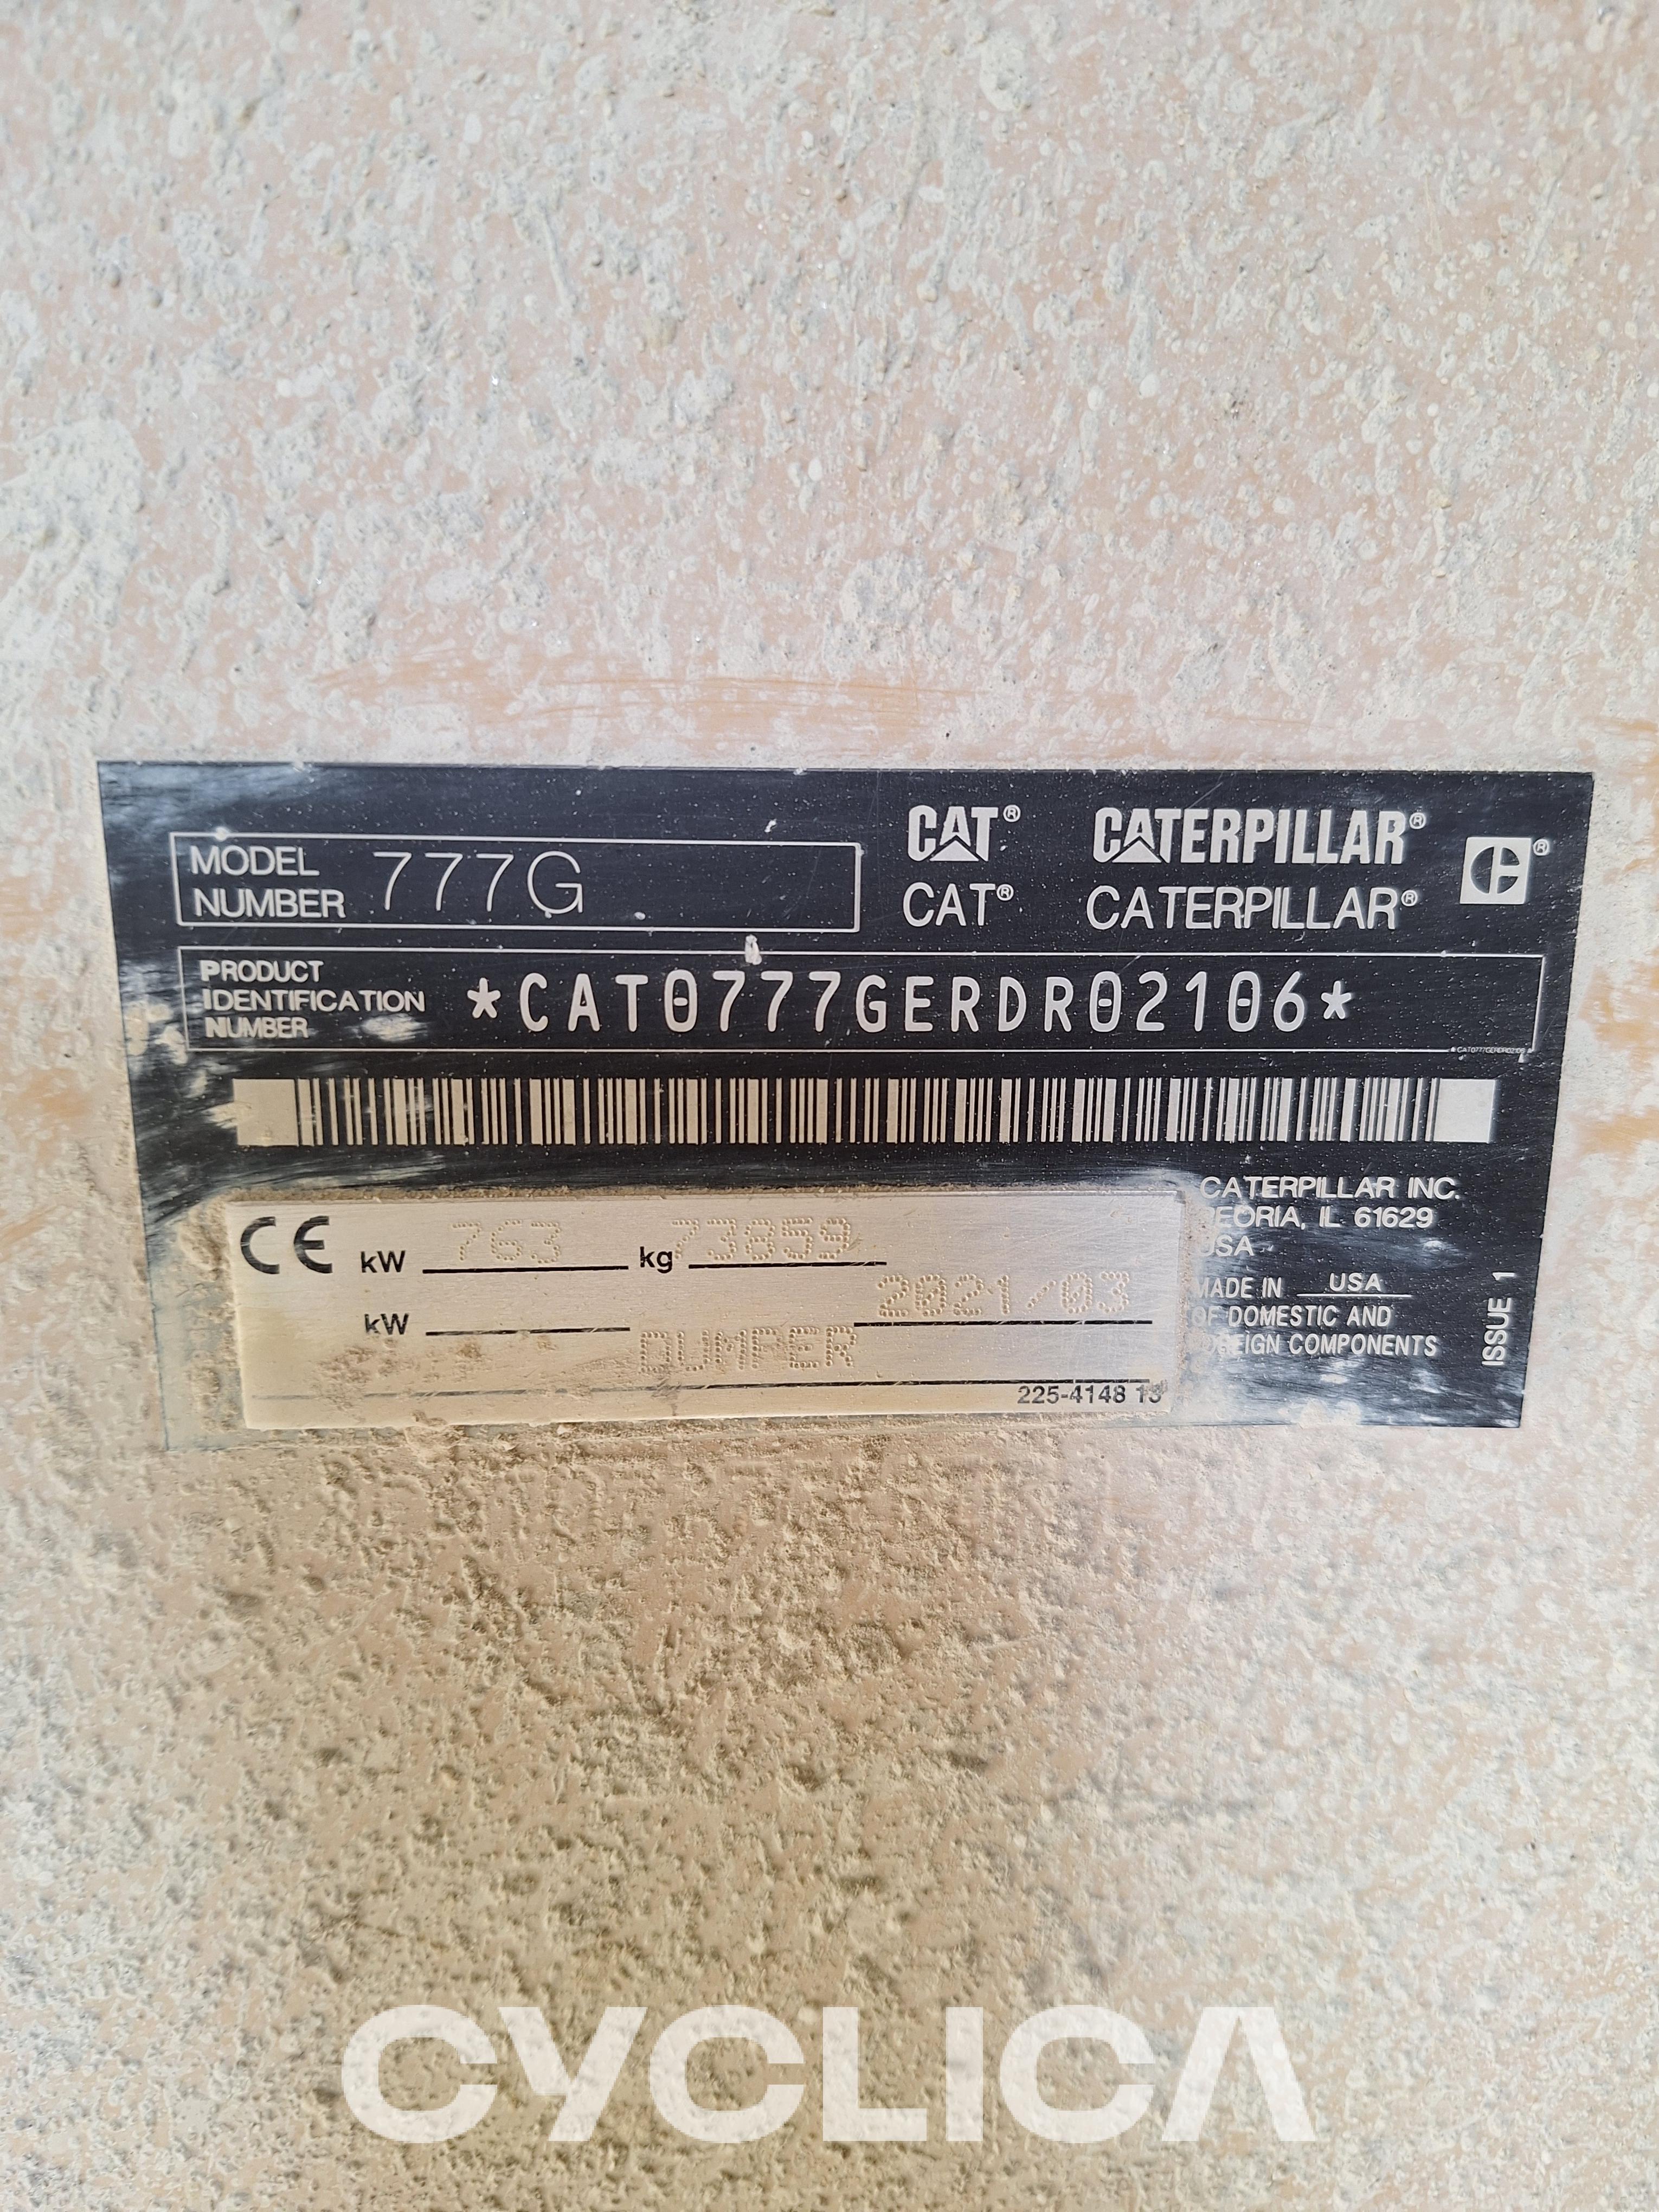 MODEL NUMBER 777G
CAT® CATERPILLAR®
CAT® CATERPILLAR®
PRODUCT IDENTIFICATION NUMBER *CAT0777GERDR02106*
*CAT0777GERDR02106*
CE kW 763 kg 73859
kW 2021/03
DUMPER
225-4148 13
CATERPILLAR INC.
PEORIA, IL 61629
USA
MADE IN USA
OF DOMESTIC AND
FOREIGN COMPONENTS
ISSUE 1
CYCLICA